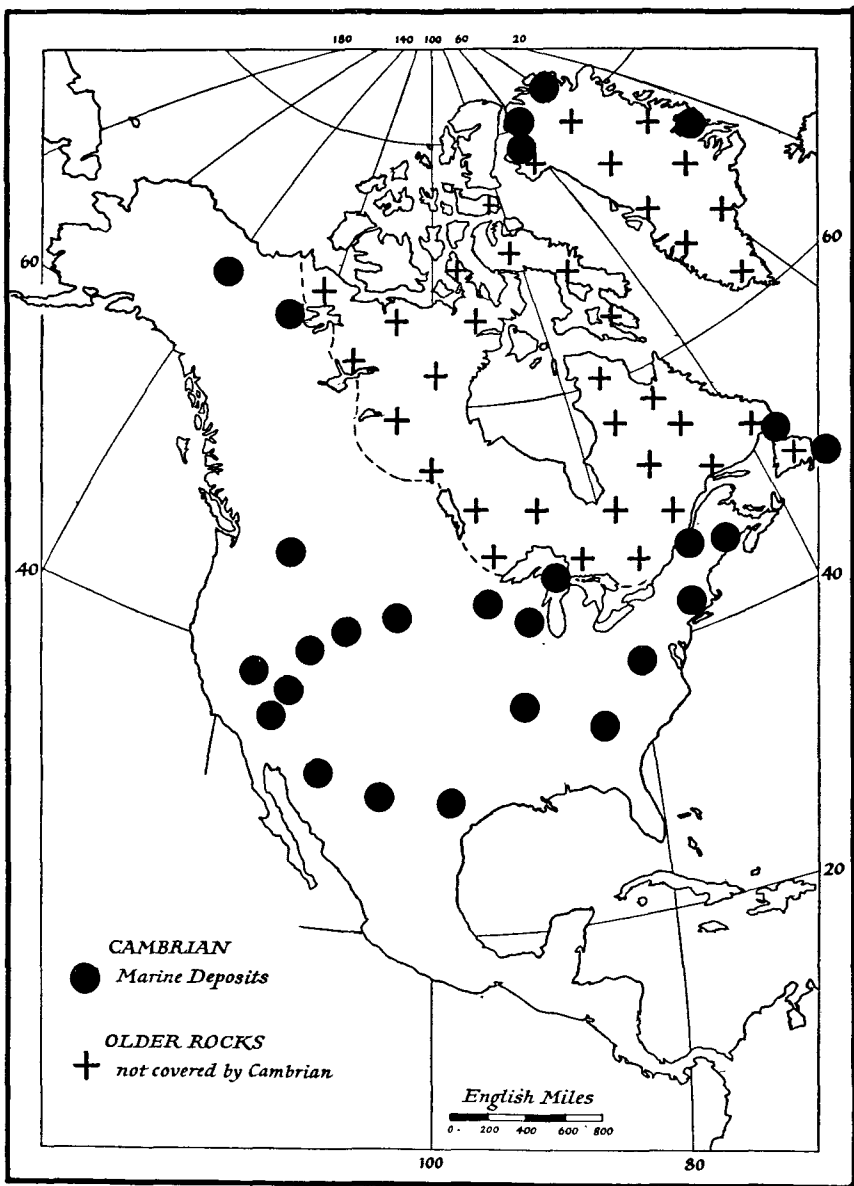 180 140 100 60 20
60
60
40
40
20
CAMBRIAN
Marine Deposits
OLDER ROCKS
not covered by Cambrian
English Miles
0 200 400 600 800
100 80